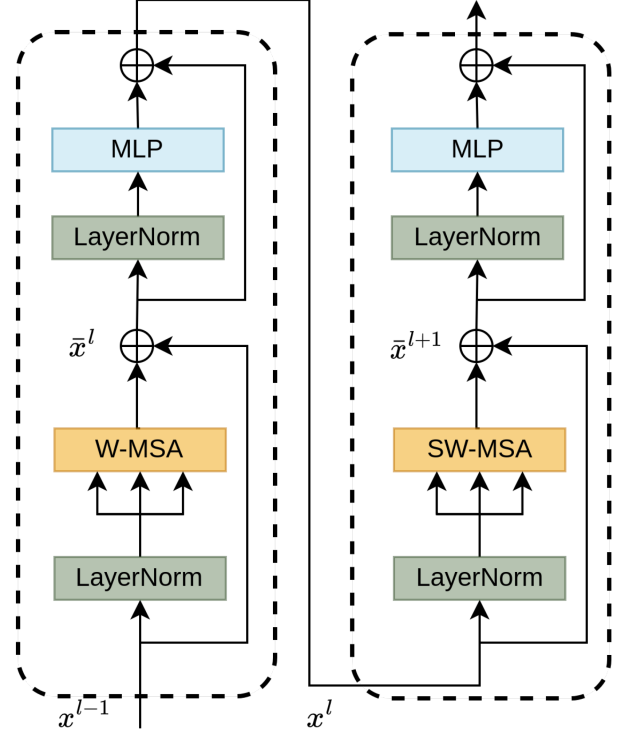 MLP
LayerNorm
x̄^l
W-MSA
LayerNorm
x^{l−1}
MLP
LayerNorm
x̄^{l+1}
SW-MSA
LayerNorm
x^l